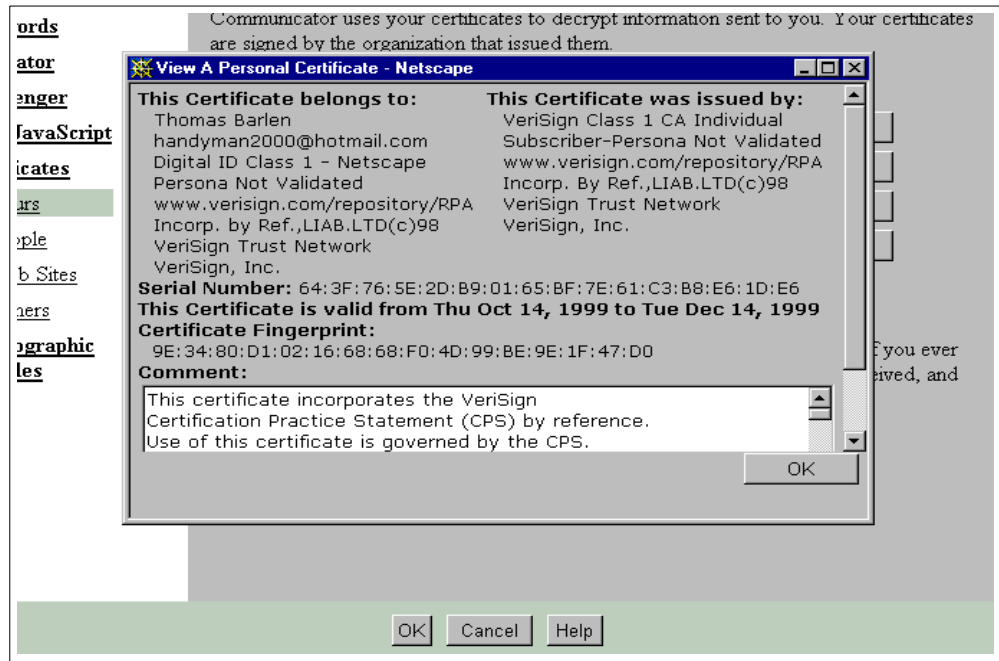 Communicator uses your certificates to decrypt information sent to you. Your certificates
are signed by the organization that issued them.
ords
ator
enger
JavaScript
icates
urs
ople
b Sites
ners
ographic
les
View A Personal Certificate - Netscape
This Certificate belongs to:
Thomas Barlen
handyman2000@hotmail.com
Digital ID Class 1 - Netscape
Persona Not Validated
www.verisign.com/repository/RPA
Incorp. by Ref.,LIAB.LTD(c)98
VeriSign Trust Network
VeriSign, Inc.
This Certificate was issued by:
VeriSign Class 1 CA Individual
Subscriber-Persona Not Validated
www.verisign.com/repository/RPA
Incorp. By Ref.,LIAB.LTD(c)98
VeriSign Trust Network
VeriSign, Inc.
Serial Number: 64:3F:76:5E:2D:B9:01:65:BF:7E:61:C3:B8:E6:1D:E6
This Certificate is valid from Thu Oct 14, 1999 to Tue Dec 14, 1999
Certificate Fingerprint:
9E:34:80:D1:02:16:68:68:F0:4D:99:BE:9E:1F:47:D0
Comment:
This certificate incorporates the VeriSign
Certification Practice Statement (CPS) by reference.
Use of this certificate is governed by the CPS.
OK
f you ever
eived, and
OK
Cancel
Help